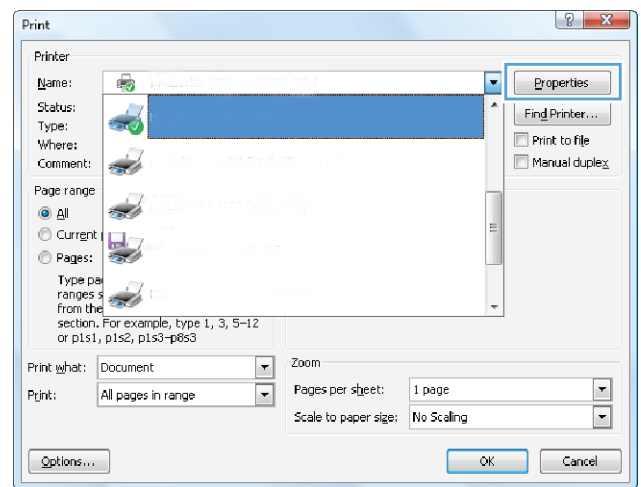 Print
Printer
Name:
Properties
Status:
Find Printer...
Type:
Print to file
Where:
Manual duplex
Comment:
Page range
All
Current
Pages:
Type
ranges
from the
section. For example, type 1, 3, 5–12
or p1s1, p1s2, p1s3–p8s3
Print what: Document
Print: All pages in range
Zoom
Pages per sheet: 1 page
Scale to paper size: No Scaling
Options...
OK
Cancel